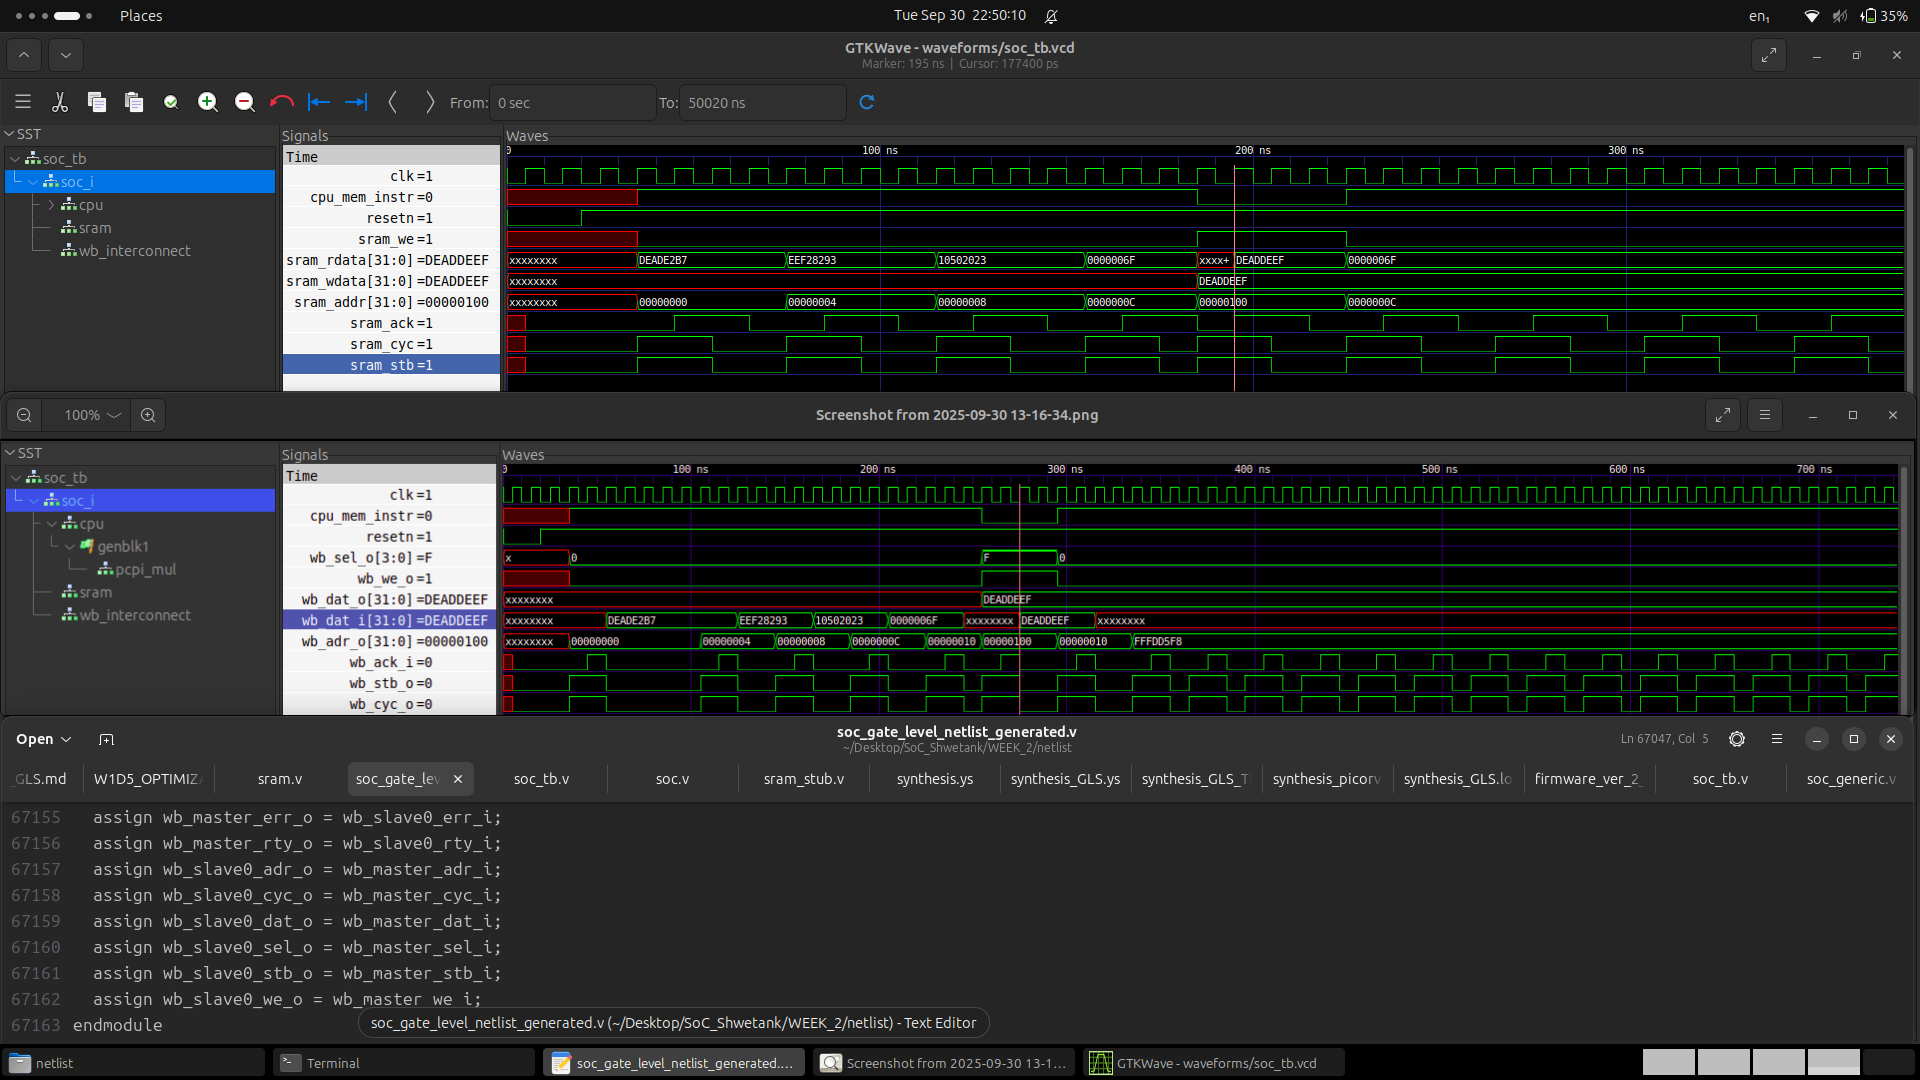 Places
Tue Sep 30  22:50:10
en₁
35%
GTKWave - waveforms/soc_tb.vcd
Marker: 195 ns | Cursor: 177400 ps
From: 0 sec To: 50020 ns
SST
Signals
Waves
soc_tb
soc_i
cpu
sram
wb_interconnect
Time
clk=1
cpu_mem_instr=0
resetn=1
sram_we=1
sram_rdata[31:0]=DEADDEEF
sram_wdata[31:0]=DEADDEEF
sram_addr[31:0]=00000100
sram_ack=1
sram_cyc=1
sram_stb=1
0 100 ns 200 ns 300 ns
xxxxxxxx DEADE2B7 EEF28293 10502023 0000006F xxxx+ DEADDEEF 0000006F
xxxxxxxx DEADDEEF
xxxxxxxx 00000000 00000004 00000008 0000000C 00000100 0000000C
100%
Screenshot from 2025-09-30 13-16-34.png
SST
Signals
Waves
soc_tb
soc_i
cpu
genblk1
pcpi_mul
sram
wb_interconnect
Time
clk=1
cpu_mem_instr=0
resetn=1
wb_sel_o[3:0]=F
wb_we_o=1
wb_dat_o[31:0]=DEADDEEF
wb_dat_i[31:0]=DEADDEEF
wb_adr_o[31:0]=00000100
wb_ack_i=0
wb_stb_o=0
wb_cyc_o=0
0 100 ns 200 ns 300 ns 400 ns 500 ns 600 ns 700 ns
x 0 F 0
xxxxxxxx DEADDEEF
xxxxxxxx DEADE2B7 EEF28293 10502023 0000006F xxxxxxxx DEADDEEF xxxxxxxx
xxxxxxxx 00000000 00000004 00000008 0000000C 00000010 00000100 00000010 FFFDD5F8
Open
soc_gate_level_netlist_generated.v
~/Desktop/SoC_Shwetank/WEEK_2/netlist
Ln 67047, Col 5
_GLS.md W1D5_OPTIMIZ sram.v soc_gate_lev soc_tb.v soc.v sram_stub.v synthesis.ys synthesis_GLS.ys synthesis_GLS_T synthesis_picorv synthesis_GLS.lo firmware_ver_2_ soc_tb.v soc_generic.v
67155 assign wb_master_err_o = wb_slave0_err_i;
67156 assign wb_master_rty_o = wb_slave0_rty_i;
67157 assign wb_slave0_adr_o = wb_master_adr_i;
67158 assign wb_slave0_cyc_o = wb_master_cyc_i;
67159 assign wb_slave0_dat_o = wb_master_dat_i;
67160 assign wb_slave0_sel_o = wb_master_sel_i;
67161 assign wb_slave0_stb_o = wb_master_stb_i;
67162 assign wb_slave0_we_o = wb_master_we_i;
67163 endmodule
soc_gate_level_netlist_generated.v (~/Desktop/SoC_Shwetank/WEEK_2/netlist) - Text Editor
netlist
Terminal
soc_gate_level_netlist_generated....
Screenshot from 2025-09-30 13-1...
GTKWave - waveforms/soc_tb.vcd